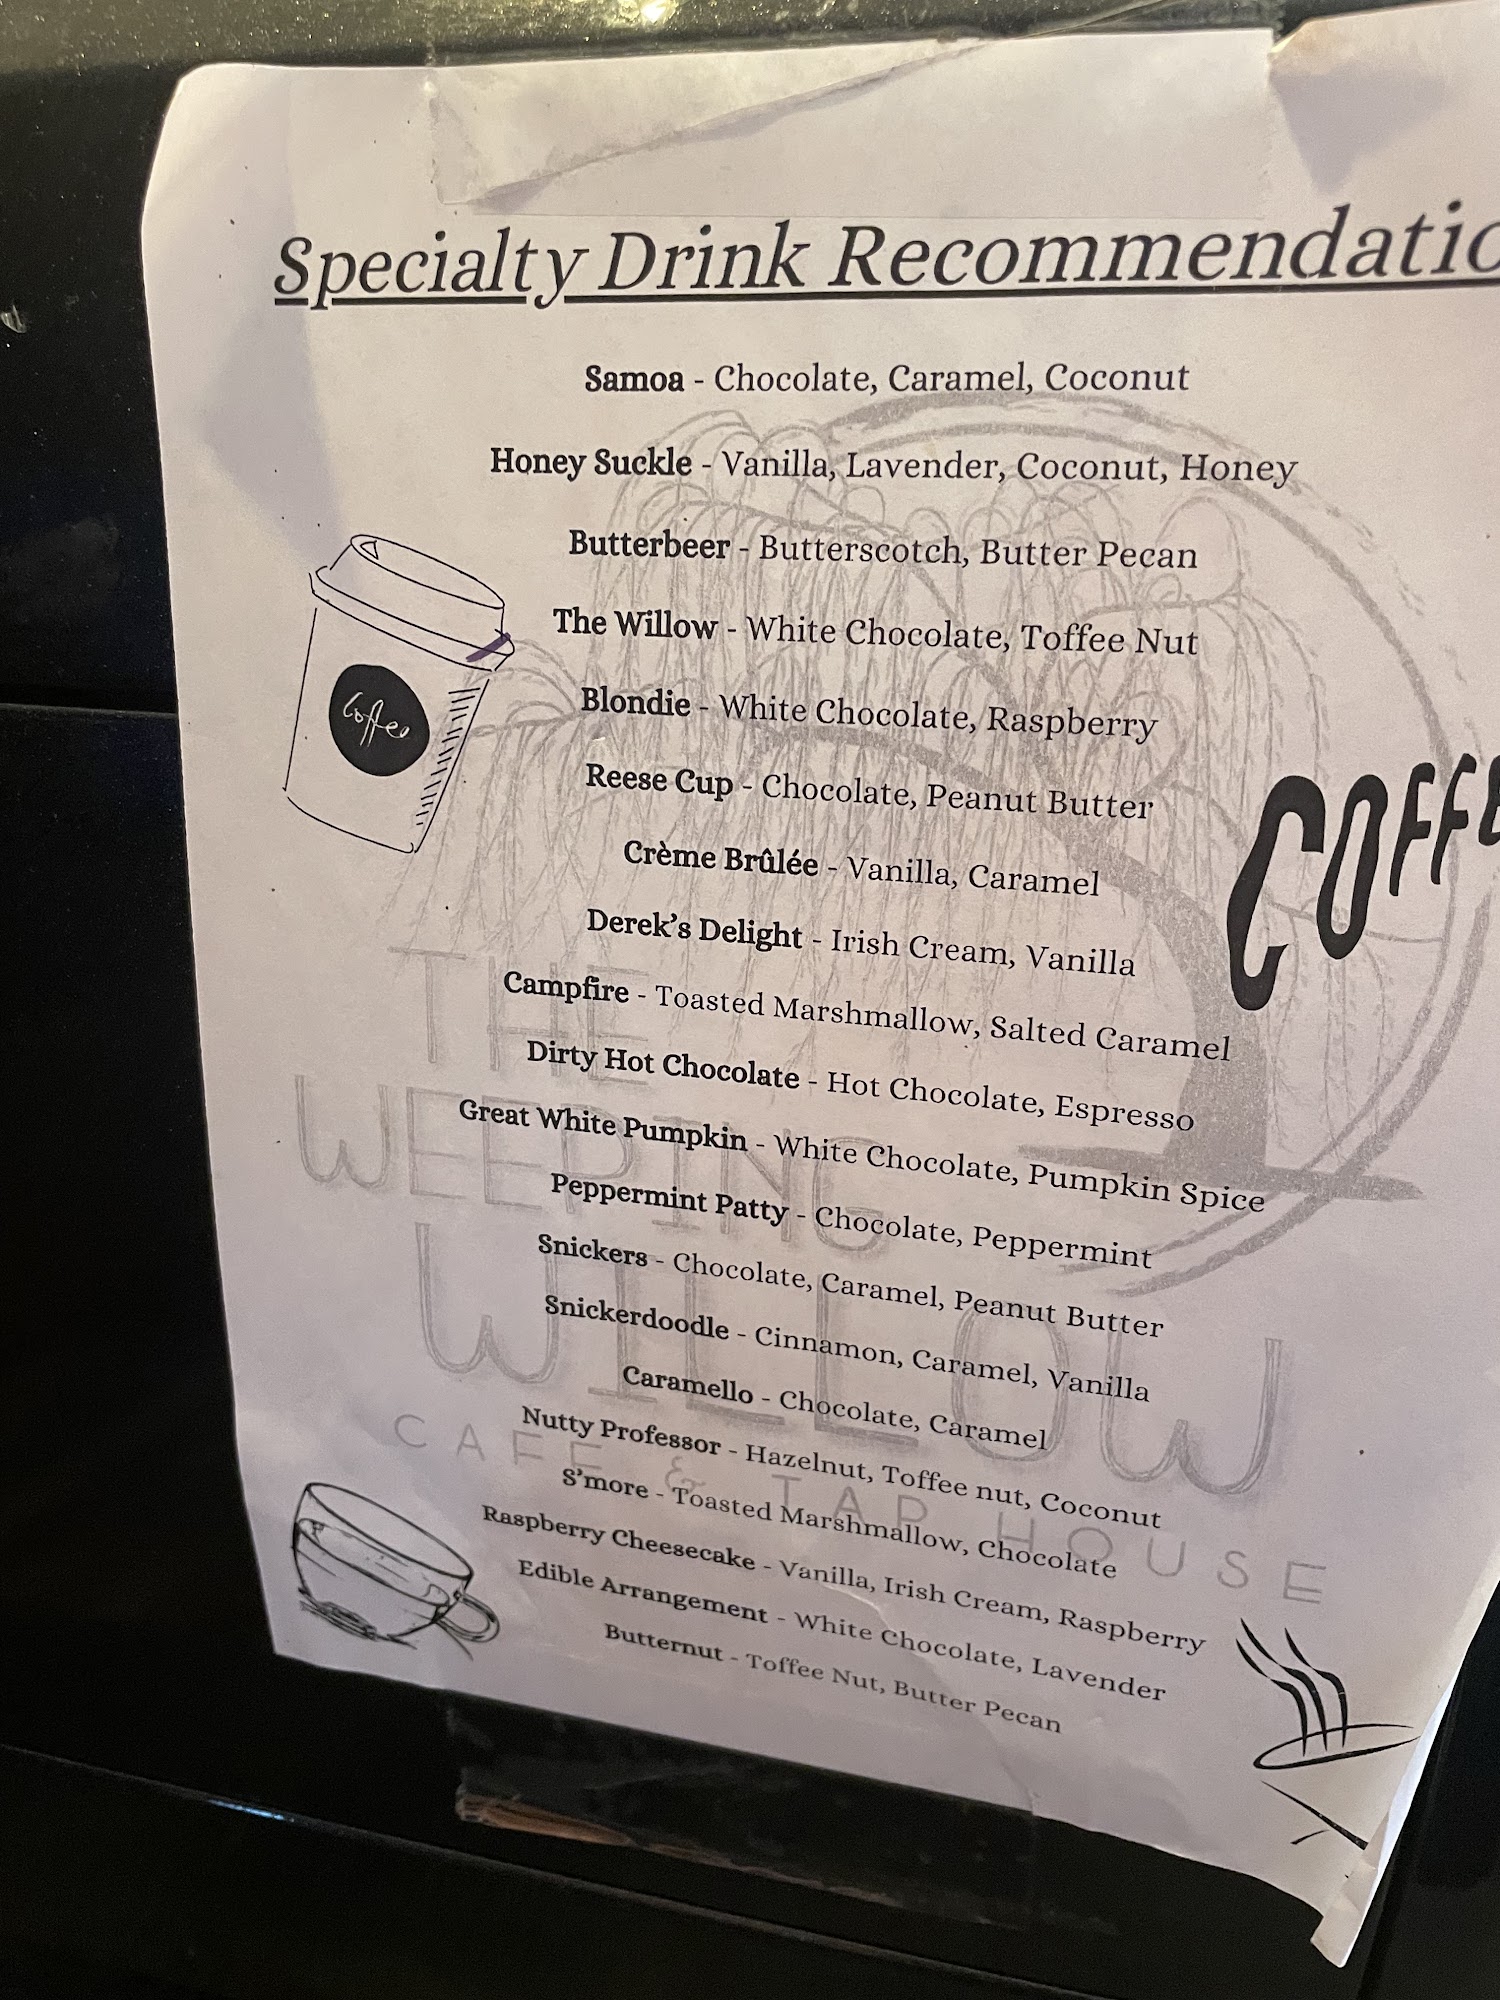 Specialty Drink Recommendatio
Samoa - Chocolate, Caramel, Coconut
Honey Suckle - Vanilla, Lavender, Coconut, Honey
Butterbeer - Butterscotch, Butter Pecan
The Willow - White Chocolate, Toffee Nut
Blondie - White Chocolate, Raspberry
Coffee
Reese Cup - Chocolate, Peanut Butter
COFFE
Crème Brûlée - Vanilla, Caramel
Derek's Delight - Irish Cream, Vanilla
Campfire - Toasted Marshmallow, Salted Caramel
Dirty Hot Chocolate - Hot Chocolate, Espresso
Great White Pumpkin - White Chocolate, Pumpkin Spice
Peppermint Patty - Chocolate, Peppermint
Snickers - Chocolate, Caramel, Peanut Butter
Snickerdoodle - Cinnamon, Caramel, Vanilla
Caramello - Chocolate, Caramel
Nutty Professor - Hazelnut, Toffee nut, Coconut
S'more - Toasted Marshmallow, Chocolate
Raspberry Cheesecake - Vanilla, Irish Cream, Raspberry
Edible Arrangement - White Chocolate, Lavender
Butternut - Toffee Nut, Butter Pecan
THE
WEEPING
WILLOW
CAFE & TAP HOUSE